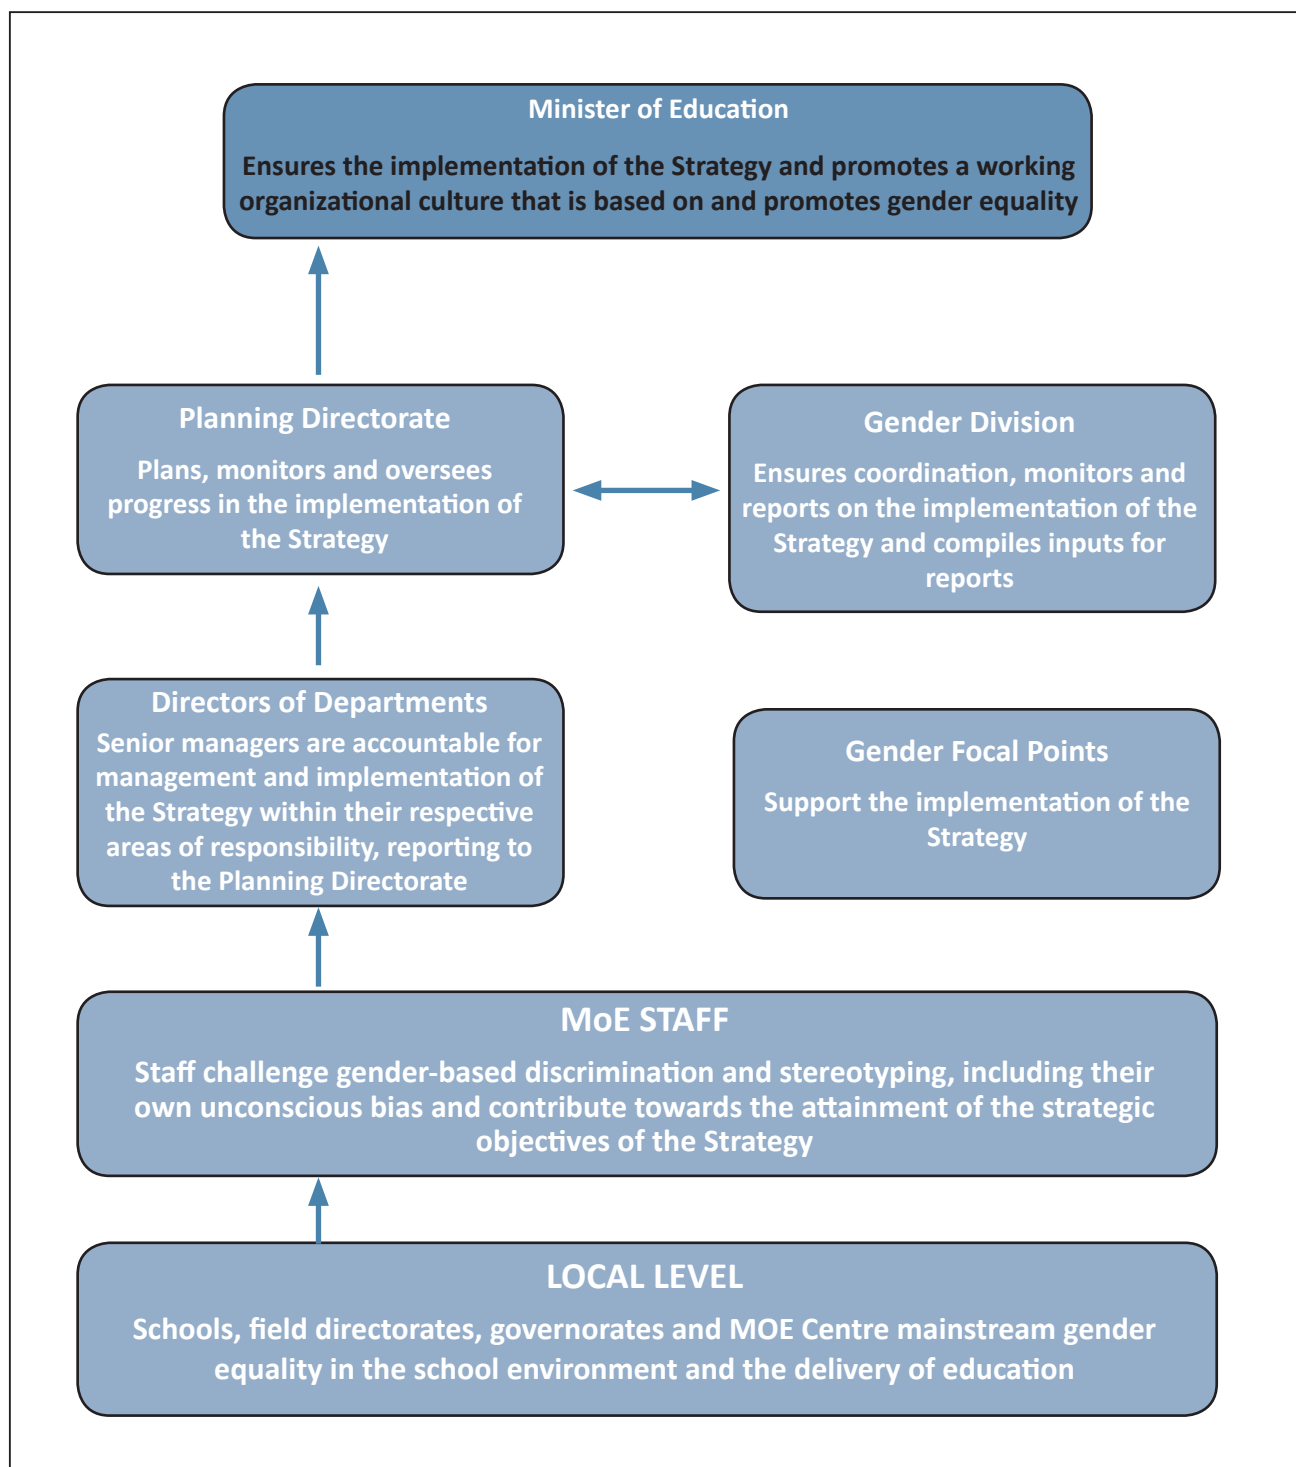 Minister of Education
Ensures the implementation of the Strategy and promotes a working
organizational culture that is based on and promotes gender equality
Planning Directorate
Plans, monitors and oversees
progress in the implementation of
the Strategy
Gender Division
Ensures coordination, monitors and
reports on the implementation of the
Strategy and compiles inputs for
reports
Directors of Departments
Senior managers are accountable for
management and implementation of
the Strategy within their respective
areas of responsibility, reporting to
the Planning Directorate
Gender Focal Points
Support the implementation of the
Strategy
MoE STAFF
Staff challenge gender-based discrimination and stereotyping, including their
own unconscious bias and contribute towards the attainment of the strategic
objectives of the Strategy
LOCAL LEVEL
Schools, field directorates, governorates and MOE Centre mainstream gender
equality in the school environment and the delivery of education